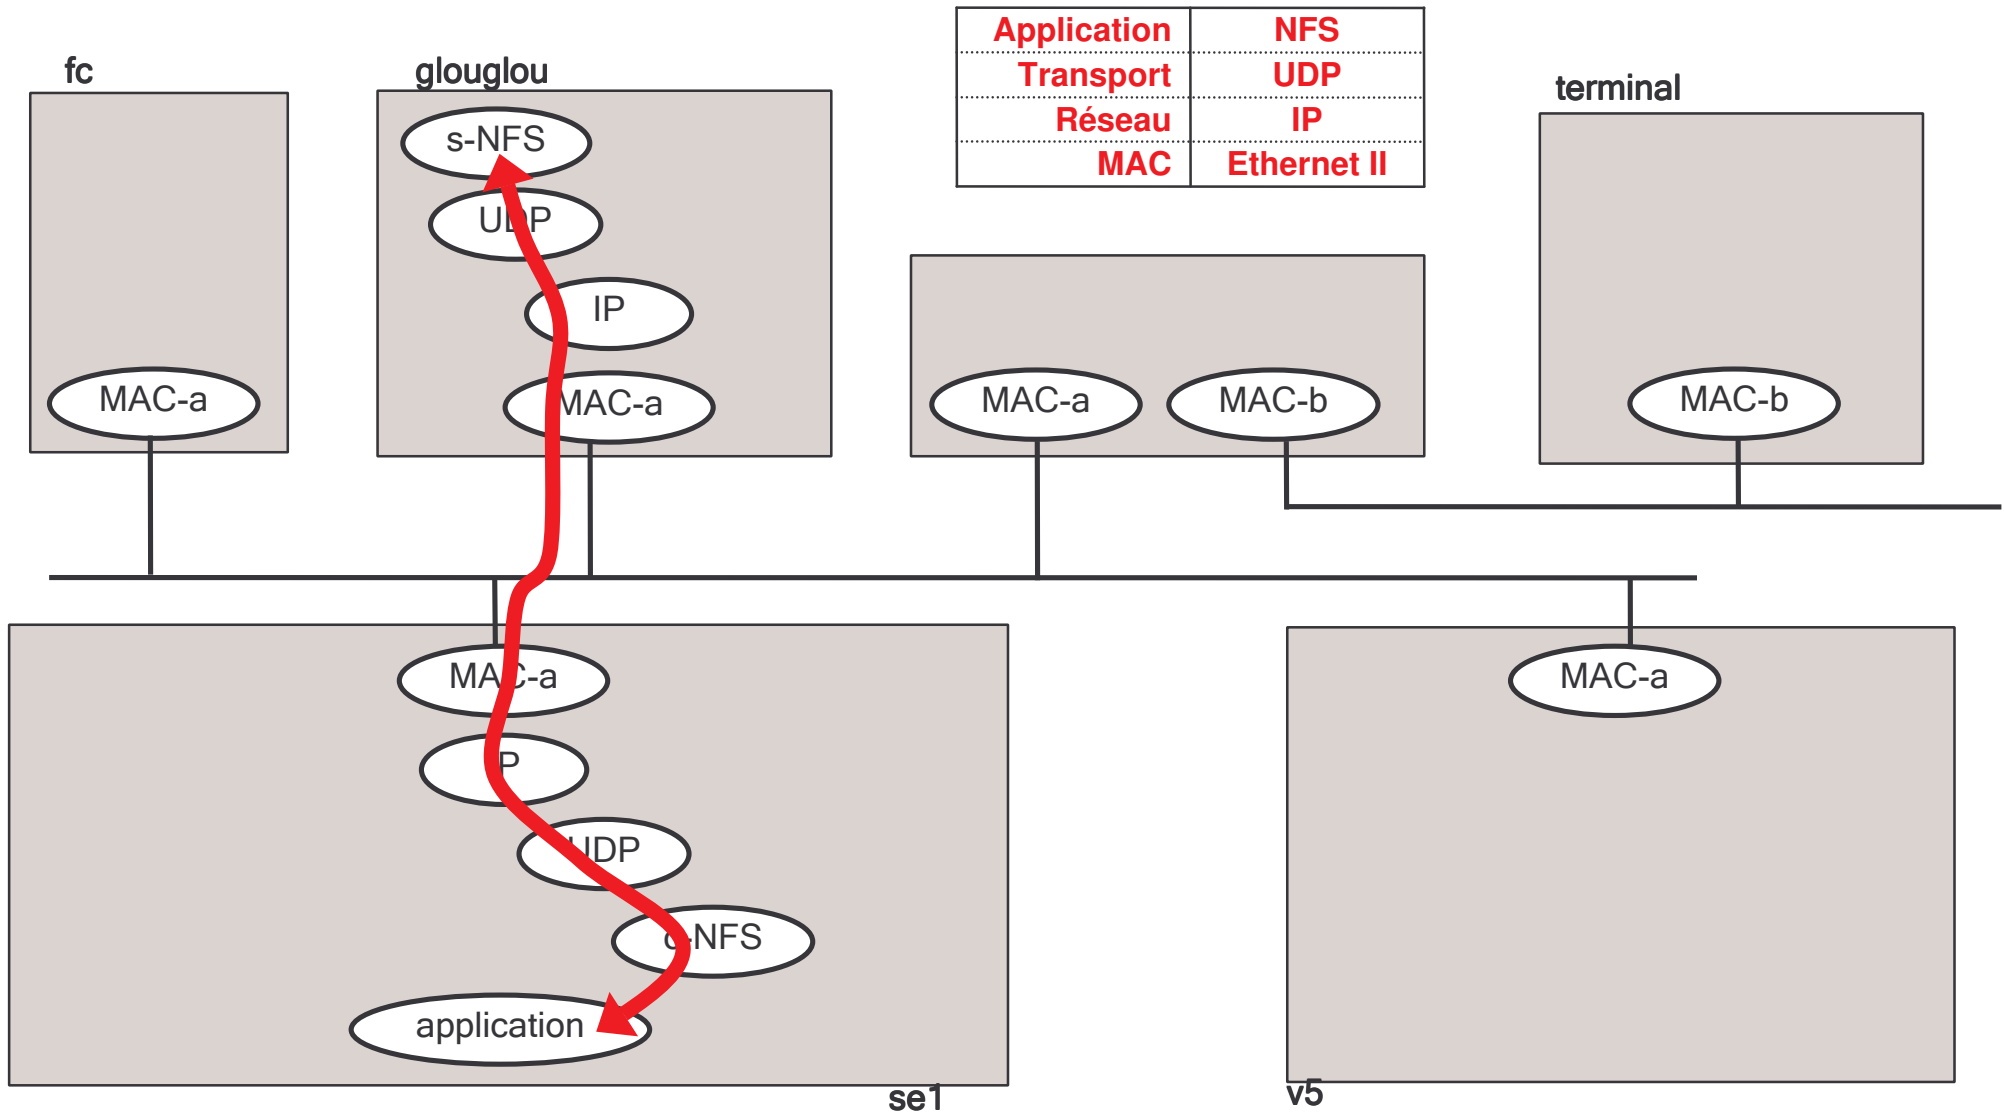 Application NFS
Transport UDP
Réseau IP
MAC Ethernet II
fc
glouglou
terminal
s-NFS
UDP
IP
MAC-a
MAC-a
MAC-a
MAC-b
MAC-b
MAC-a
MAC-a
IP
UDP
c-NFS
application
se1
v5